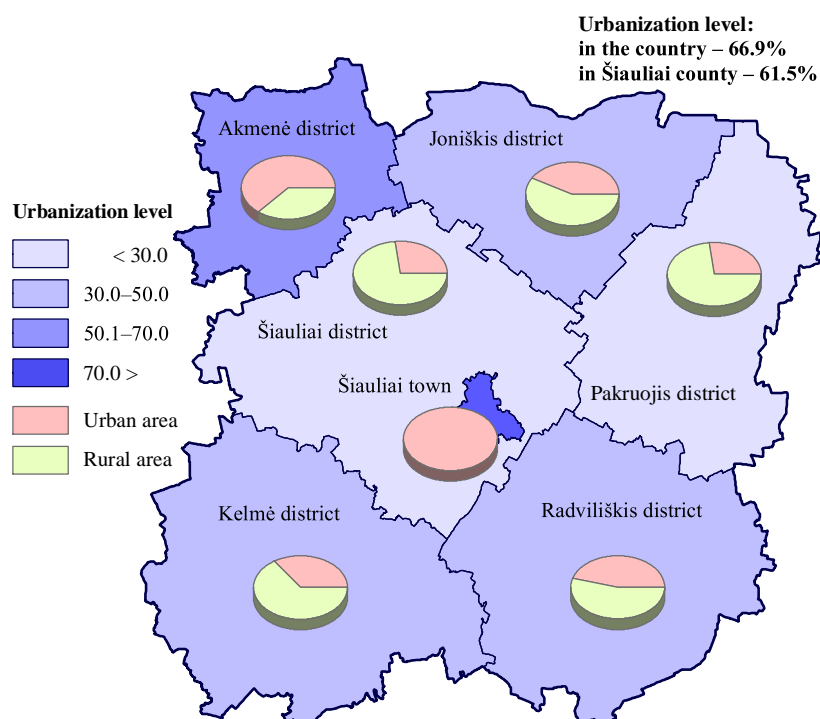 Urbanization level:
in the country – 66.9%
in Šiauliai county – 61.5%
Akmenė district
Joniškis district
Urbanization level
< 30.0
30.0–50.0
50.1–70.0
70.0 >
Urban area
Rural area
Šiauliai district
Šiauliai town
Pakruojis district
Kelmė district
Radviliškis district